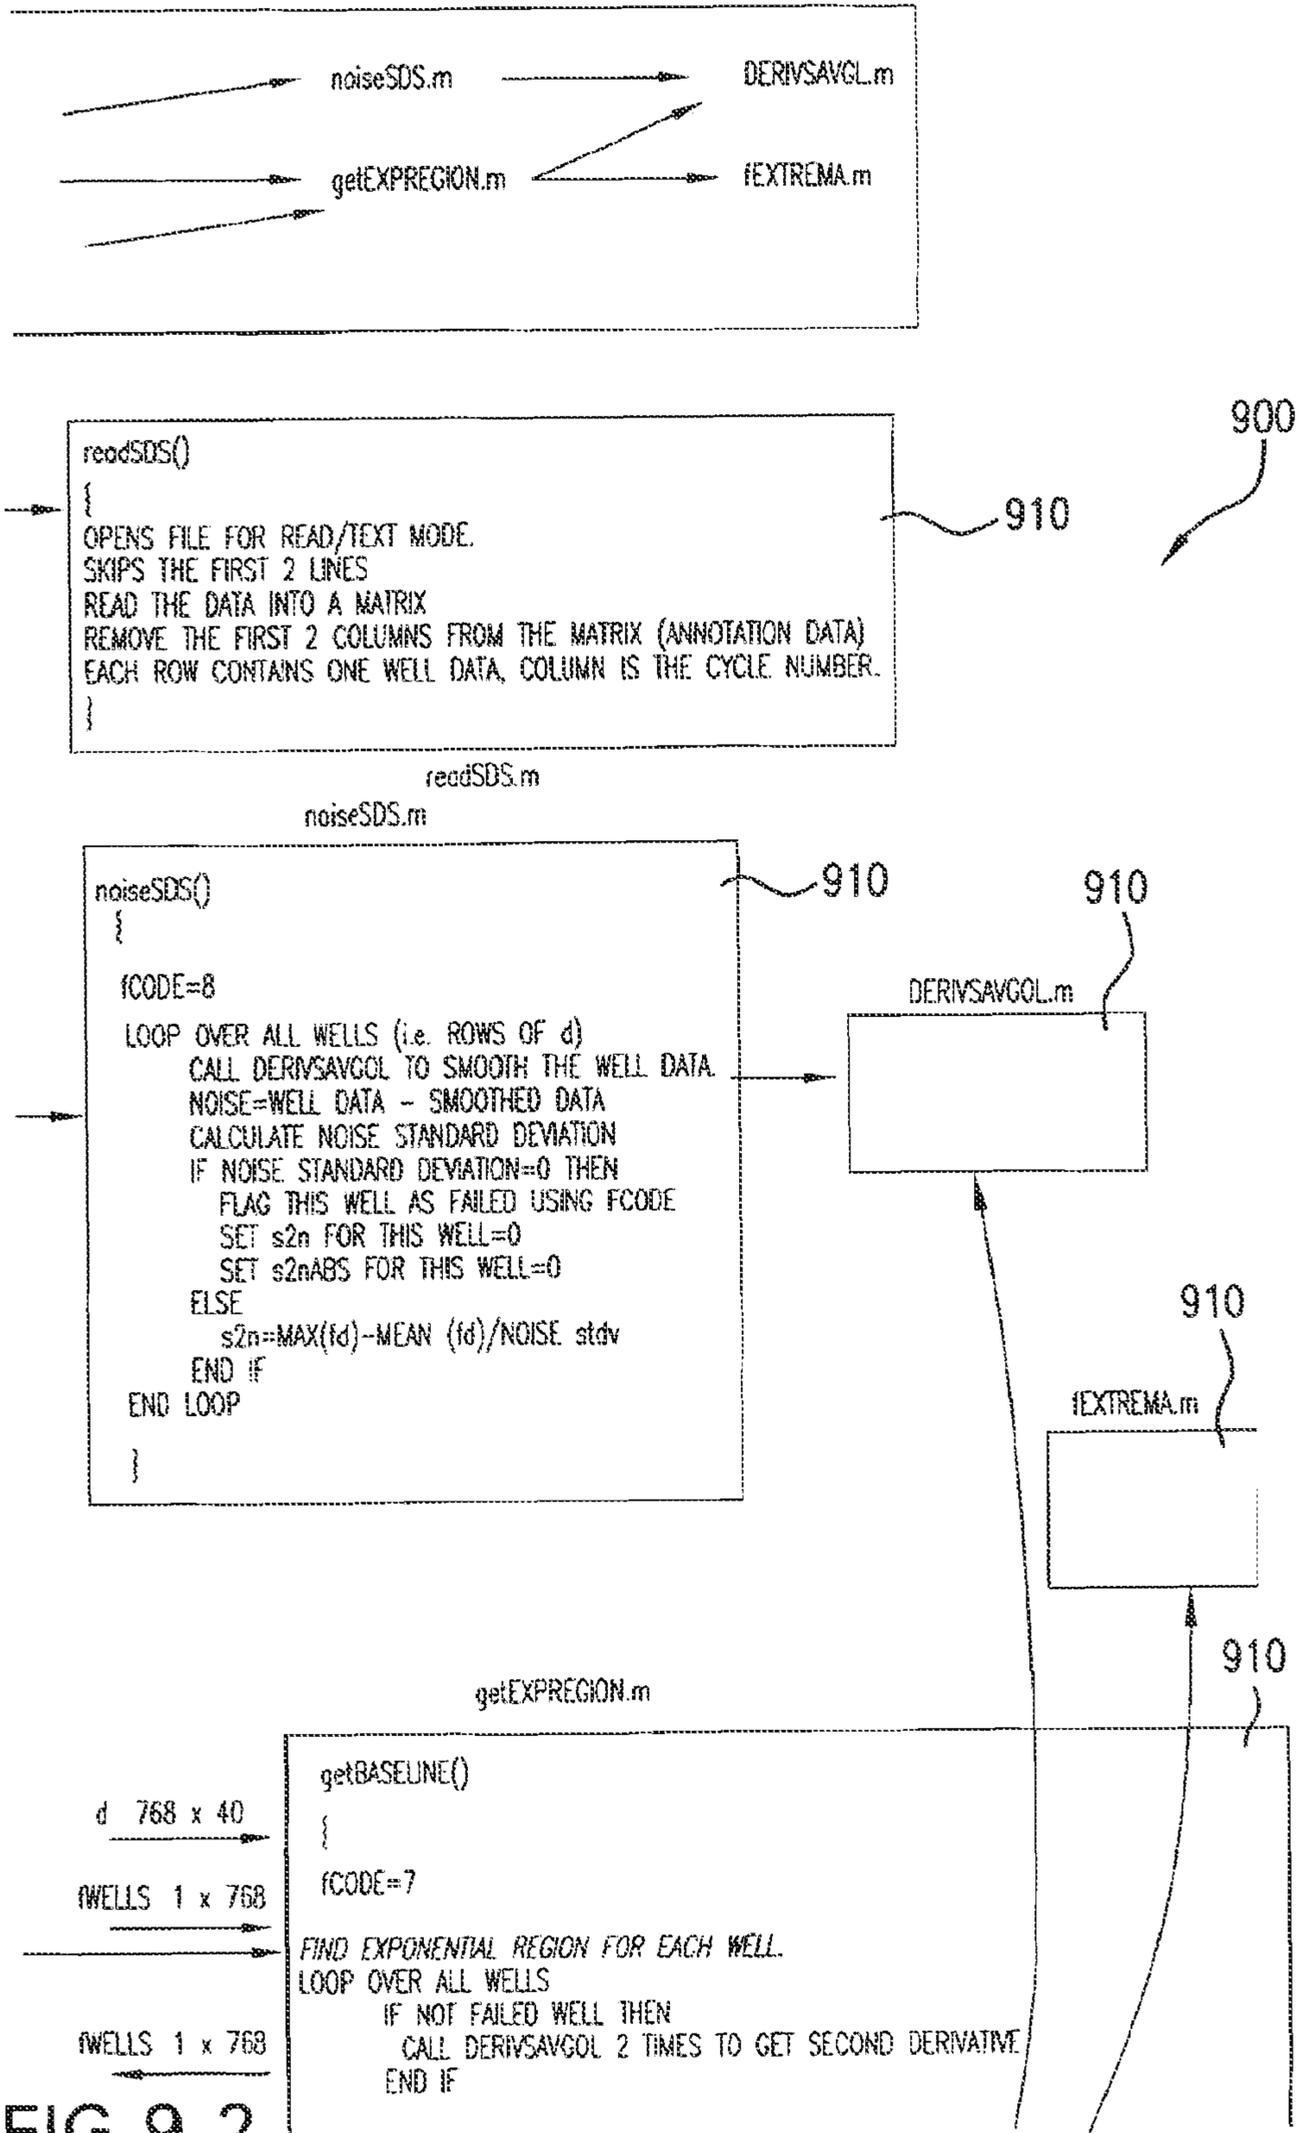 noiseSDS.m
DERIVSAVGL.m
getEXPREGION.m
fEXTREMA.m
900
readSDS()
{
910
OPENS FILE FOR READ/TEXT MODE.
SKIPS THE FIRST 2 LINES
READ THE DATA INTO A MATRIX
REMOVE THE FIRST 2 COLUMNS FROM THE MATRIX (ANNOTATION DATA)
EACH ROW CONTAINS ONE WELL DATA, COLUMN IS THE CYCLE NUMBER.
}
readSDS.m
noiseSDS.m
noiseSDS()
{
910
910
fCODE=8
DERIVSAVGOL.m
LOOP OVER ALL WELLS (i.e. ROWS OF d)
CALL DERIVSAVGOL TO SMOOTH THE WELL DATA.
NOISE=WELL DATA - SMOOTHED DATA
CALCULATE NOISE STANDARD DEVIATION
IF NOISE STANDARD DEVIATION=0 THEN
FLAG THIS WELL AS FAILED USING FCODE
SET s2n FOR THIS WELL=0
SET s2nABS FOR THIS WELL=0
ELSE
s2n=MAX(fd)-MEAN (fd)/NOISE stdv
END IF
END LOOP
}
910
fEXTREMA.m
910
getEXPREGION.m
getBASELINE()
{
d 768 x 40
fCODE=7
fWELLS 1 x 768
FIND EXPONENTIAL REGION FOR EACH WELL.
LOOP OVER ALL WELLS
IF NOT FAILED WELL THEN
CALL DERIVSAVGOL 2 TIMES TO GET SECOND DERIVATIVE
END IF
fWELLS 1 x 768
FIG. 9.2